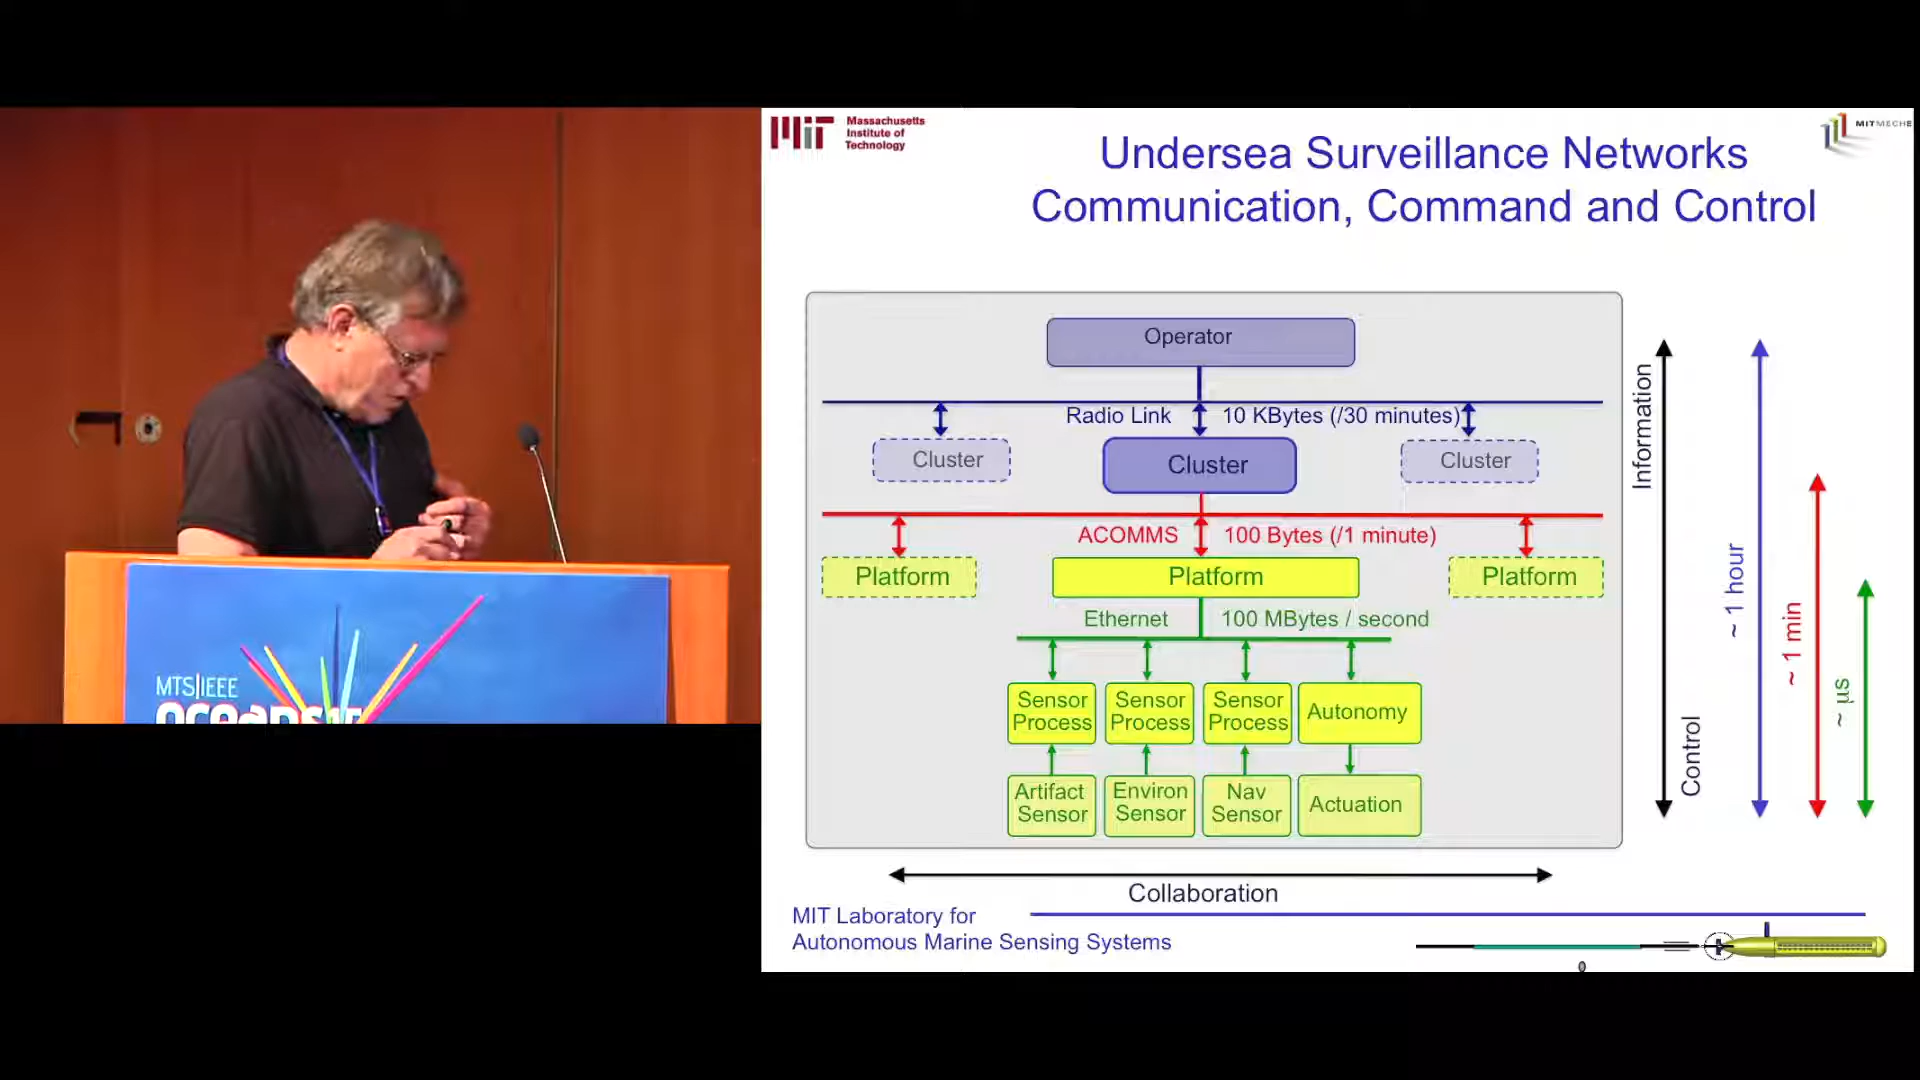 MTS|IEEE
oceans
MIT
Massachusetts
Institute of
Technology
MITMECHE
Undersea Surveillance Networks
Communication, Command and Control
Operator
Radio Link 10 KBytes (/30 minutes)
Cluster
Cluster
Cluster
ACOMMS 100 Bytes (/1 minute)
Platform
Platform
Platform
Ethernet 100 MBytes / second
Sensor
Process
Sensor
Process
Sensor
Process
Autonomy
Artifact
Sensor
Environ
Sensor
Nav
Sensor
Actuation
Information
Control
~ 1 hour
~ 1 min
~ µs
Collaboration
MIT Laboratory for
Autonomous Marine Sensing Systems